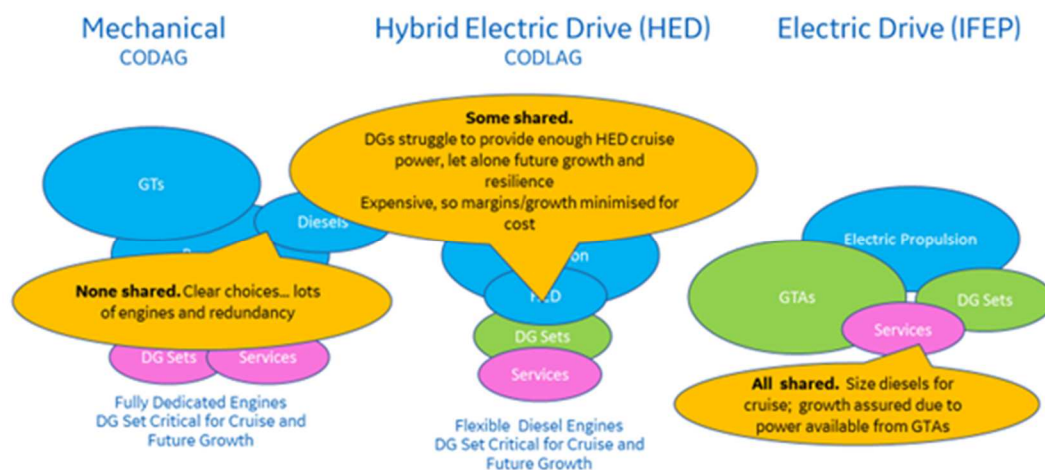 Mechanical
CODAG
GTs
Diesels
None shared. Clear choices... lots
of engines and redundancy
DG Sets
Services
Fully Dedicated Engines
DG Set Critical for Cruise and
Future Growth
Hybrid Electric Drive (HED)
CODLAG
Some shared.
DGs struggle to provide enough HED cruise
power, let alone future growth and
resilience
Expensive, so margins/growth minimised for
cost
HED
DG Sets
Services
Flexible Diesel Engines
DG Set Critical for Cruise and
Future Growth
Electric Drive (IFEP)
Electric Propulsion
GTAs
DG Sets
Services
All shared. Size diesels for
cruise; growth assured due to
power available from GTAs